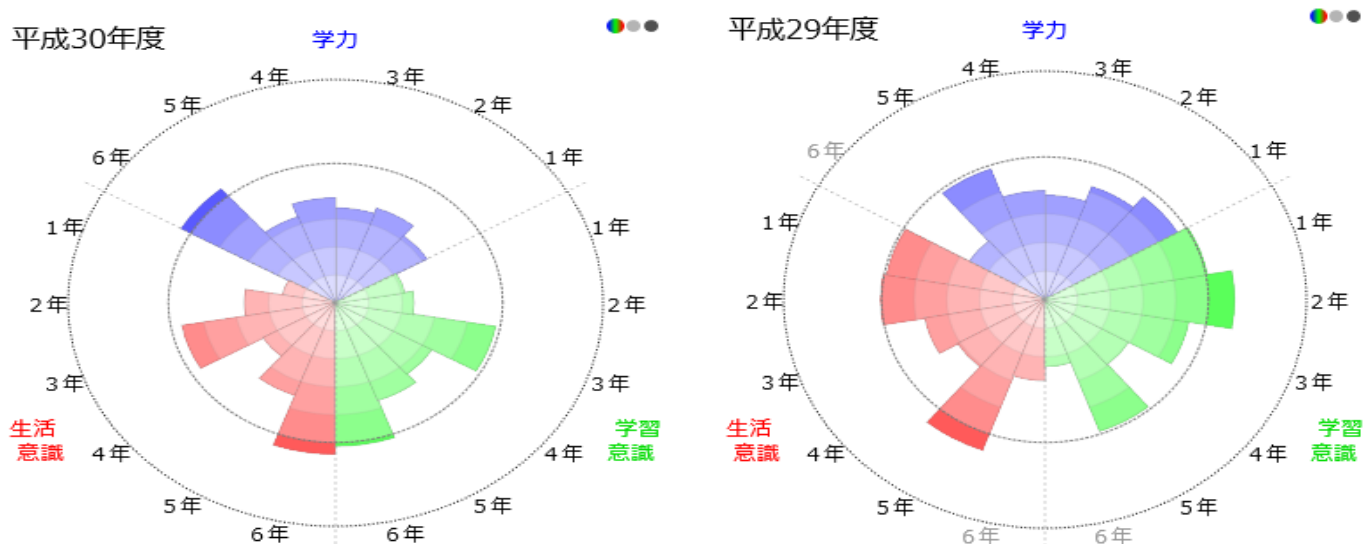 平成30年度
学力
4年
3年
5年
2年
6年
1年
1年
1年
2年
2年
3年
3年
生活
意識
学習
意識
4年
4年
5年
5年
6年
6年
平成29年度
学力
4年
3年
5年
2年
6年
1年
1年
1年
2年
2年
3年
3年
生活
意識
学習
意識
4年
4年
5年
5年
6年
6年